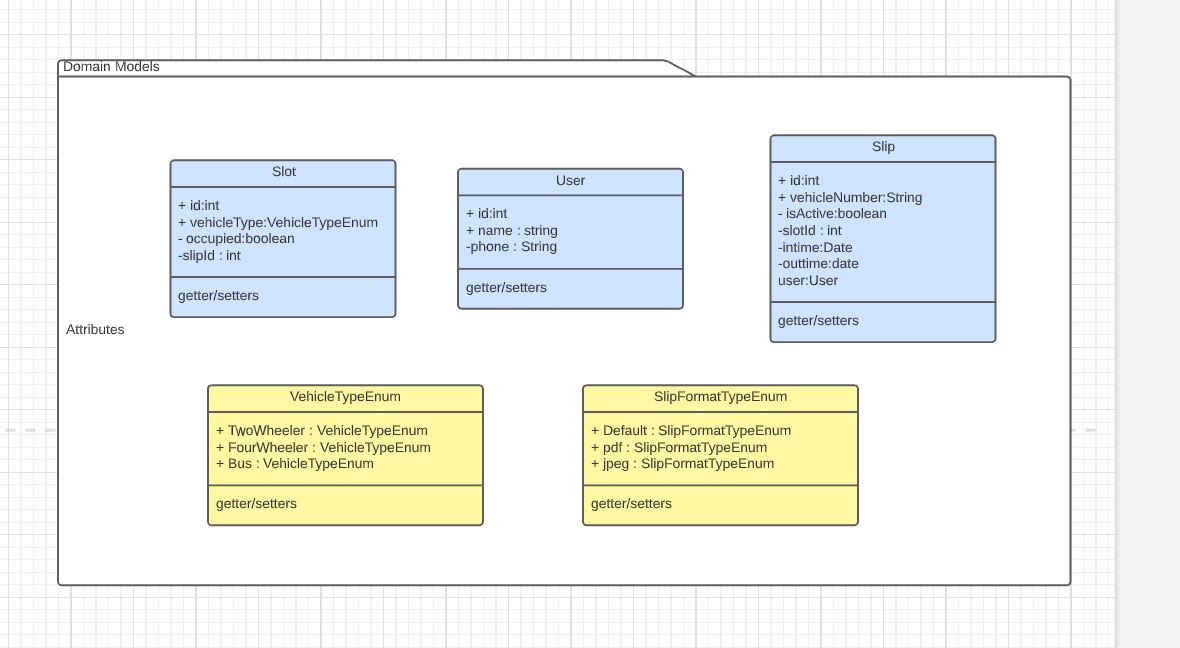 Domain Models
Slot
+ id:int
+ vehicleType:VehicleTypeEnum
- occupied:boolean
-slipId : int
getter/setters
User
+ id:int
+ name : string
-phone : String
getter/setters
Slip
+ id:int
+ vehicleNumber:String
- isActive:boolean
-slotId : int
-intime:Date
-outtime:date
user:User
getter/setters
Attributes
VehicleTypeEnum
+ TwoWheeler : VehicleTypeEnum
+ FourWheeler : VehicleTypeEnum
+ Bus : VehicleTypeEnum
getter/setters
SlipFormatTypeEnum
+ Default : SlipFormatTypeEnum
+ pdf : SlipFormatTypeEnum
+ jpeg : SlipFormatTypeEnum
getter/setters